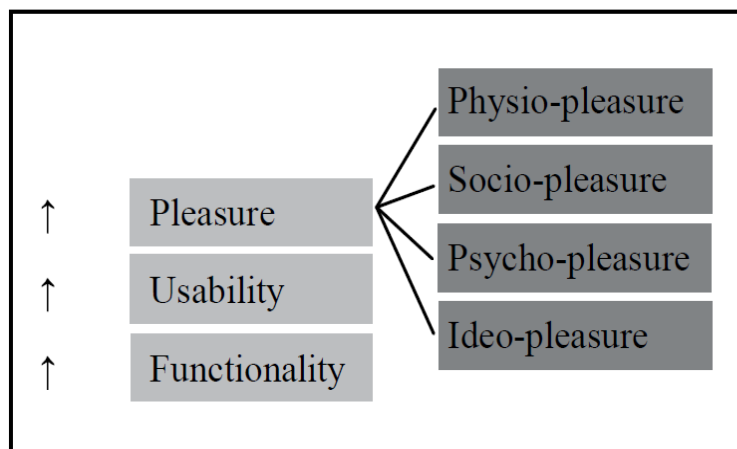 Physio-pleasure
Socio-pleasure
↑ Pleasure
Psycho-pleasure
↑ Usability
Ideo-pleasure
↑ Functionality